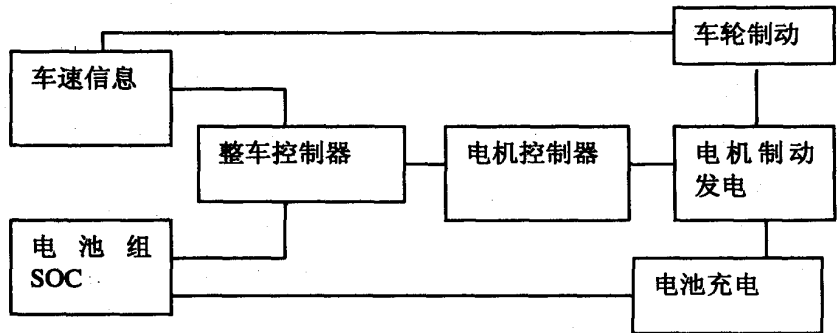 车轮制动
车速信息
整车控制器
电机控制器
电机制动
发电
电池组
SOC
电池充电